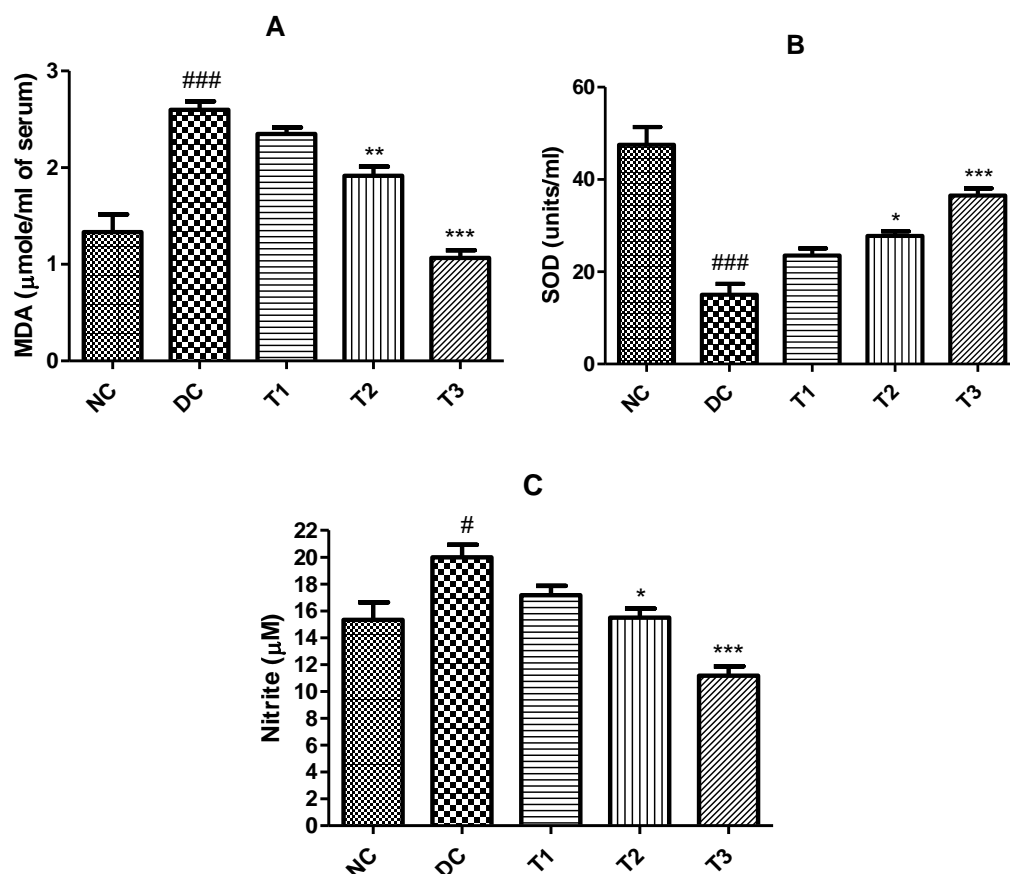 A
MDA (μmole/ml of serum)
3
2
1
0
###
**
***
NC
DC
T1
T2
T3
B
SOD (units/ml)
60
40
20
0
###
*
***
NC
DC
T1
T2
T3
C
Nitrite (μM)
22
20
18
16
14
12
10
8
6
4
2
0
#
*
***
NC
DC
T1
T2
T3